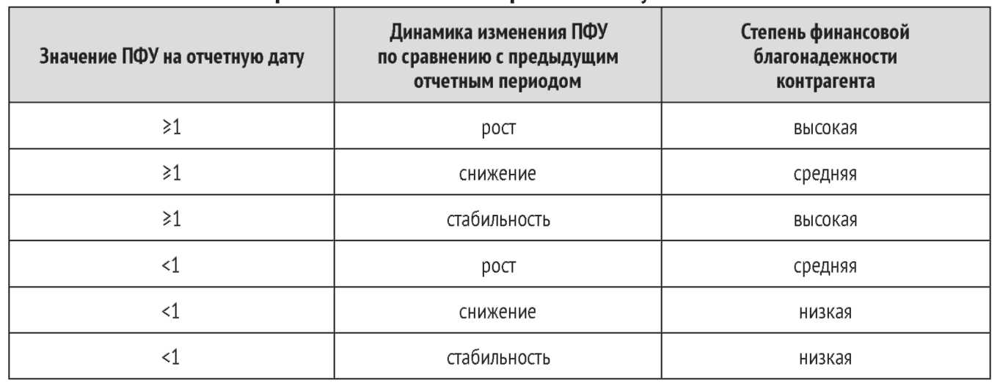 Значение ПФУ на отчетную дату
Динамика изменения ПФУ
по сравнению с предыдущим
отчетным периодом
Степень финансовой
благонадежности
контрагента
⩾1 рост высокая
⩾1 снижение средняя
⩾1 стабильность высокая
<1 рост средняя
<1 снижение низкая
<1 стабильность низкая